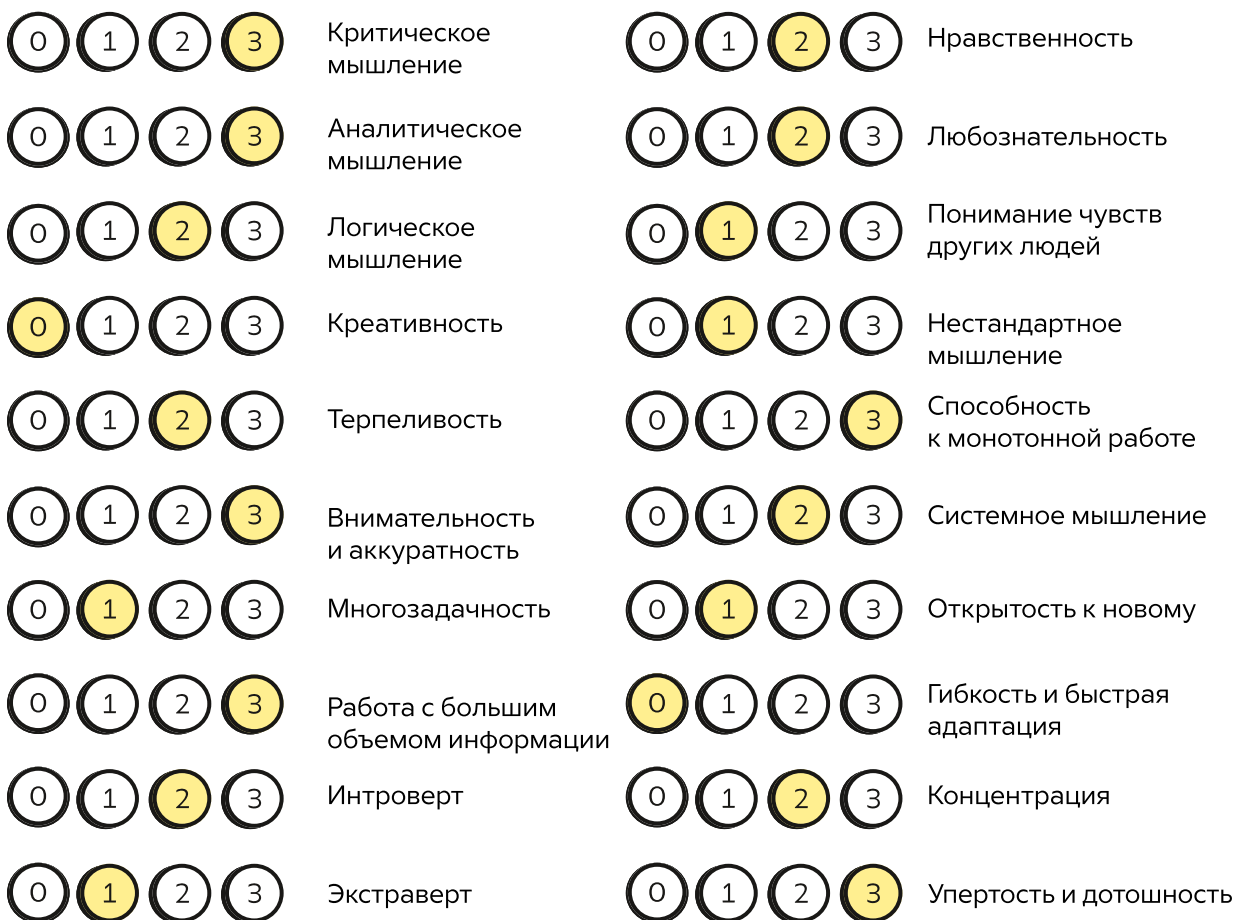 0 1 2 3 Критическое
мышление
0 1 2 3 Аналитическое
мышление
0 1 2 3 Логическое
мышление
0 1 2 3 Креативность
0 1 2 3 Терпеливость
0 1 2 3 Внимательность
и аккуратность
0 1 2 3 Многозадачность
0 1 2 3 Работа с большим
объемом информации
0 1 2 3 Интроверт
0 1 2 3 Экстраверт
0 1 2 3 Нравственность
0 1 2 3 Любознательность
0 1 2 3 Понимание чувств
других людей
0 1 2 3 Нестандартное
мышление
0 1 2 3 Способность
к монотонной работе
0 1 2 3 Системное мышление
0 1 2 3 Открытость к новому
0 1 2 3 Гибкость и быстрая
адаптация
0 1 2 3 Концентрация
0 1 2 3 Упертость и дотошность